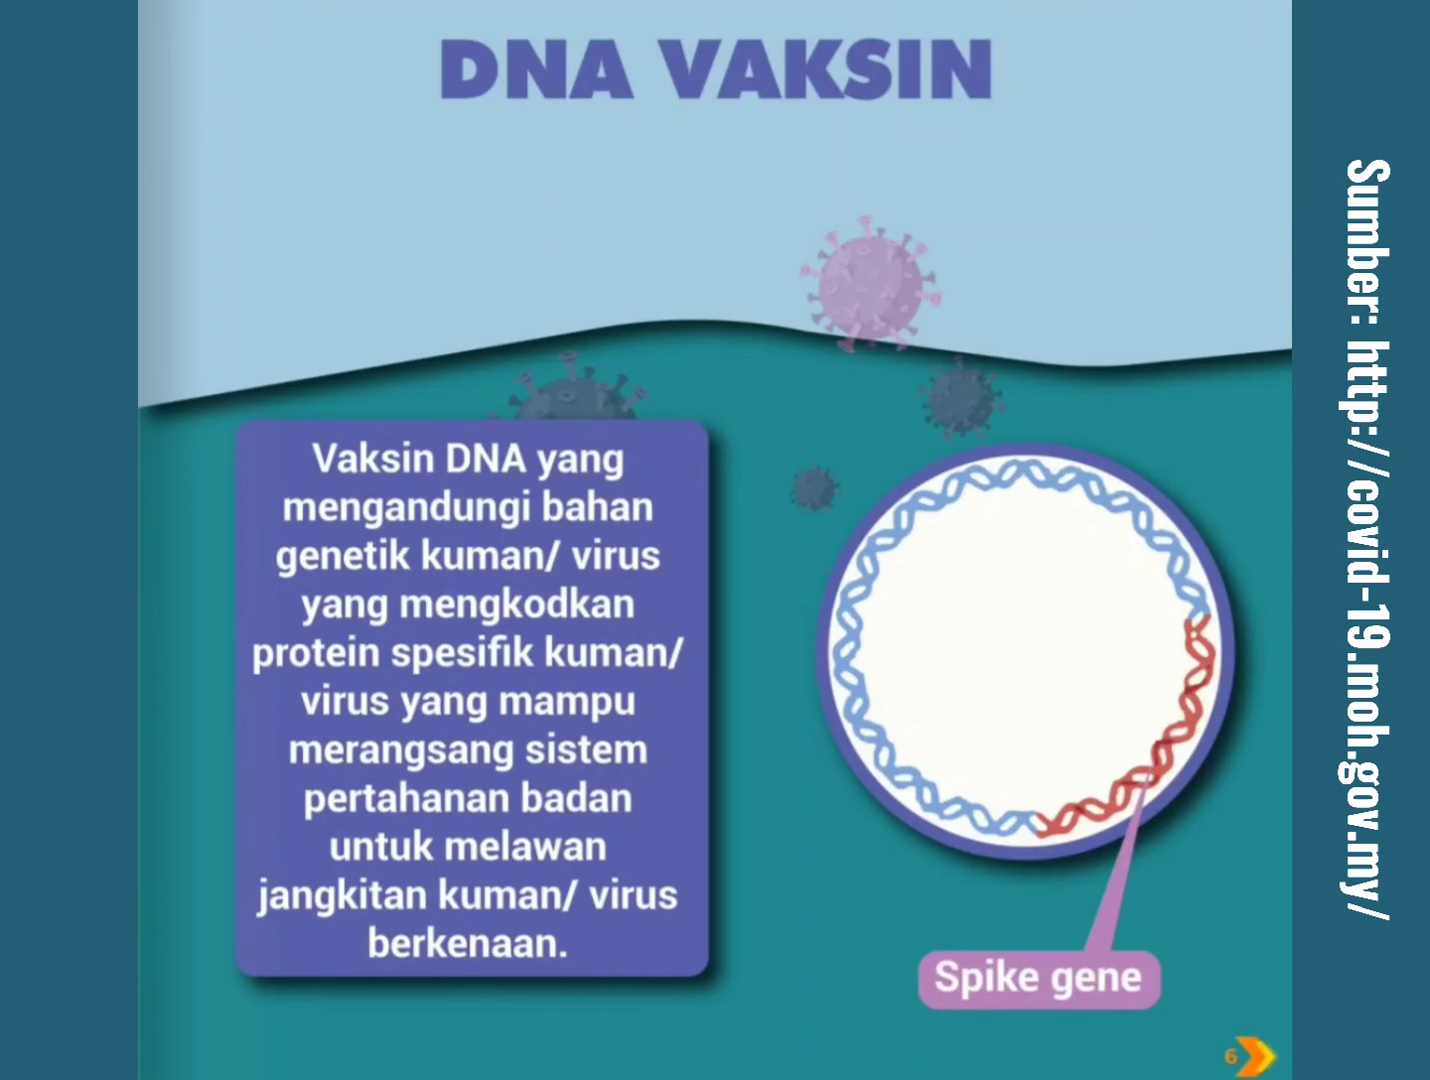 DNA VAKSIN
Vaksin DNA yang
mengandungi bahan
genetik kuman/ virus
yang mengkodkan
protein spesifik kuman/
virus yang mampu
merangsang sistem
pertahanan badan
untuk melawan
jangkitan kuman/ virus
berkenaan.
Spike gene
6
Sumber: http://covid-19.moh.gov.my/